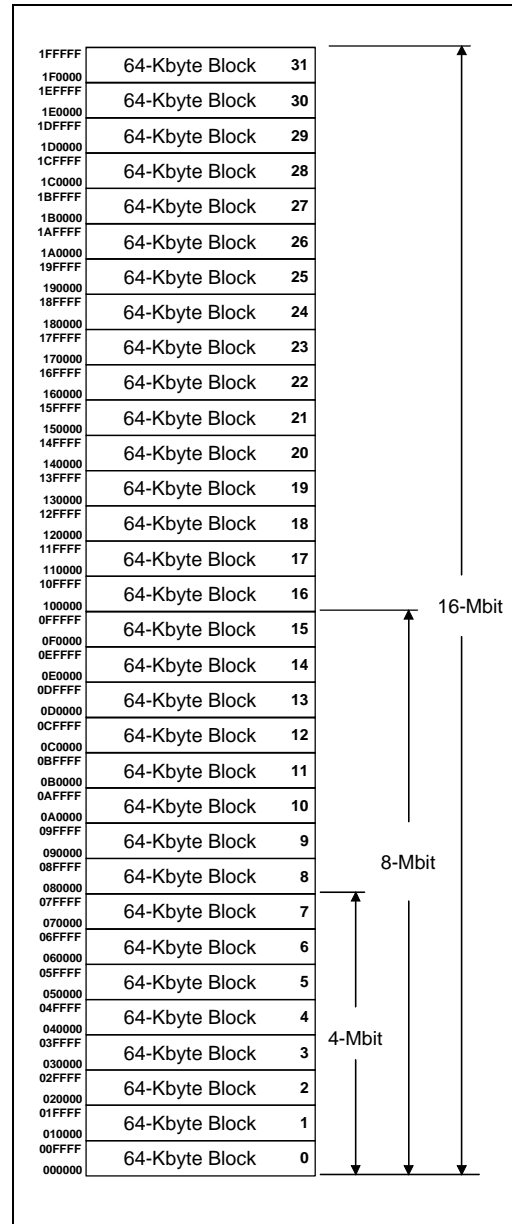 1FFFFF
64-Kbyte Block 31
1F0000
1EFFFF
64-Kbyte Block 30
1E0000
1DFFFF
64-Kbyte Block 29
1D0000
1CFFFF
64-Kbyte Block 28
1C0000
1BFFFF
64-Kbyte Block 27
1B0000
1AFFFF
64-Kbyte Block 26
1A0000
19FFFF
64-Kbyte Block 25
190000
18FFFF
64-Kbyte Block 24
180000
17FFFF
64-Kbyte Block 23
170000
16FFFF
64-Kbyte Block 22
160000
15FFFF
64-Kbyte Block 21
150000
14FFFF
64-Kbyte Block 20
140000
13FFFF
64-Kbyte Block 19
130000
12FFFF
64-Kbyte Block 18
120000
11FFFF
64-Kbyte Block 17
110000
10FFFF
64-Kbyte Block 16
100000
0FFFFF
64-Kbyte Block 15
0F0000
0EFFFF
64-Kbyte Block 14
0E0000
0DFFFF
64-Kbyte Block 13
0D0000
0CFFFF
64-Kbyte Block 12
0C0000
0BFFFF
64-Kbyte Block 11
0B0000
0AFFFF
64-Kbyte Block 10
0A0000
09FFFF
64-Kbyte Block 9
090000
08FFFF
64-Kbyte Block 8
080000
07FFFF
64-Kbyte Block 7
070000
06FFFF
64-Kbyte Block 6
060000
05FFFF
64-Kbyte Block 5
050000
04FFFF
64-Kbyte Block 4
040000
03FFFF
64-Kbyte Block 3
030000
02FFFF
64-Kbyte Block 2
020000
01FFFF
64-Kbyte Block 1
010000
00FFFF
64-Kbyte Block 0
000000
16-Mbit
8-Mbit
4-Mbit